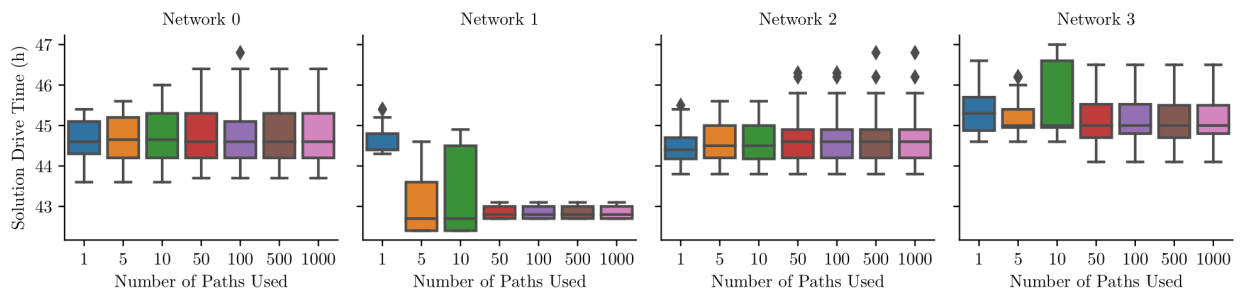 Network 0
Network 1
Network 2
Network 3
Solution Drive Time (h)
47
46
45
44
43
1 5 10 50 100 500 1000
1 5 10 50 100 500 1000
1 5 10 50 100 500 1000
1 5 10 50 100 500 1000
Number of Paths Used
Number of Paths Used
Number of Paths Used
Number of Paths Used